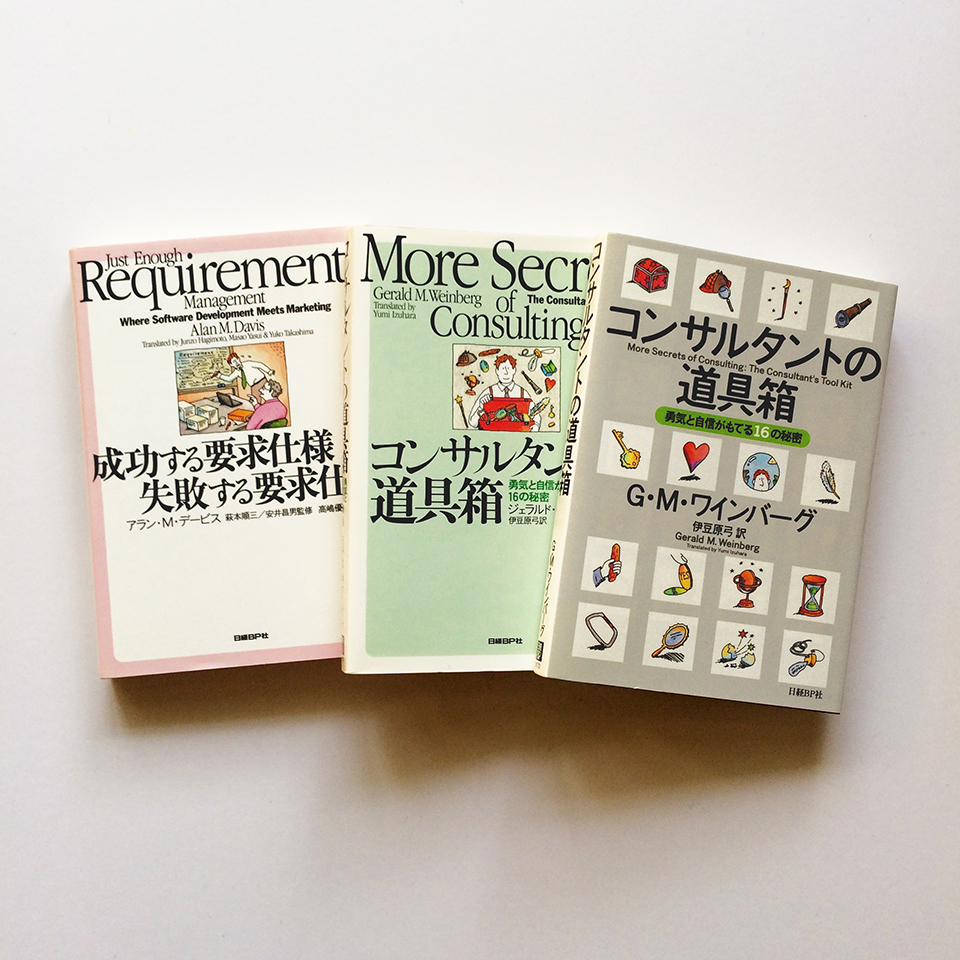 Just Enough
Requirement
Management
Where Software Development Meets Marketing
Alan M. Davis
Translated by Junzo Hagimoto, Masao Yasui & Yuko Takashima
成功する要求仕様
失敗する要求仕
アラン・M・デービス 萩本順三／安井昌男監修 高嶋優
日経BP社
More Secr
Gerald M. Weinberg
of
The Consulta
Translated by
Yumi Izuhara
Consulting
コンサルタン
道具箱
勇気と自信が
16の秘密
ジェラルド・
伊豆原弓訳
日経BP社
コンサルタントの
More Secrets of Consulting: The Consultant's Tool Kit
道具箱
勇気と自信がもてる16の秘密
G・M・ワインバーグ
伊豆原弓 訳
Gerald M. Weinberg
Translated by Yumi Izuhara
日経BP社